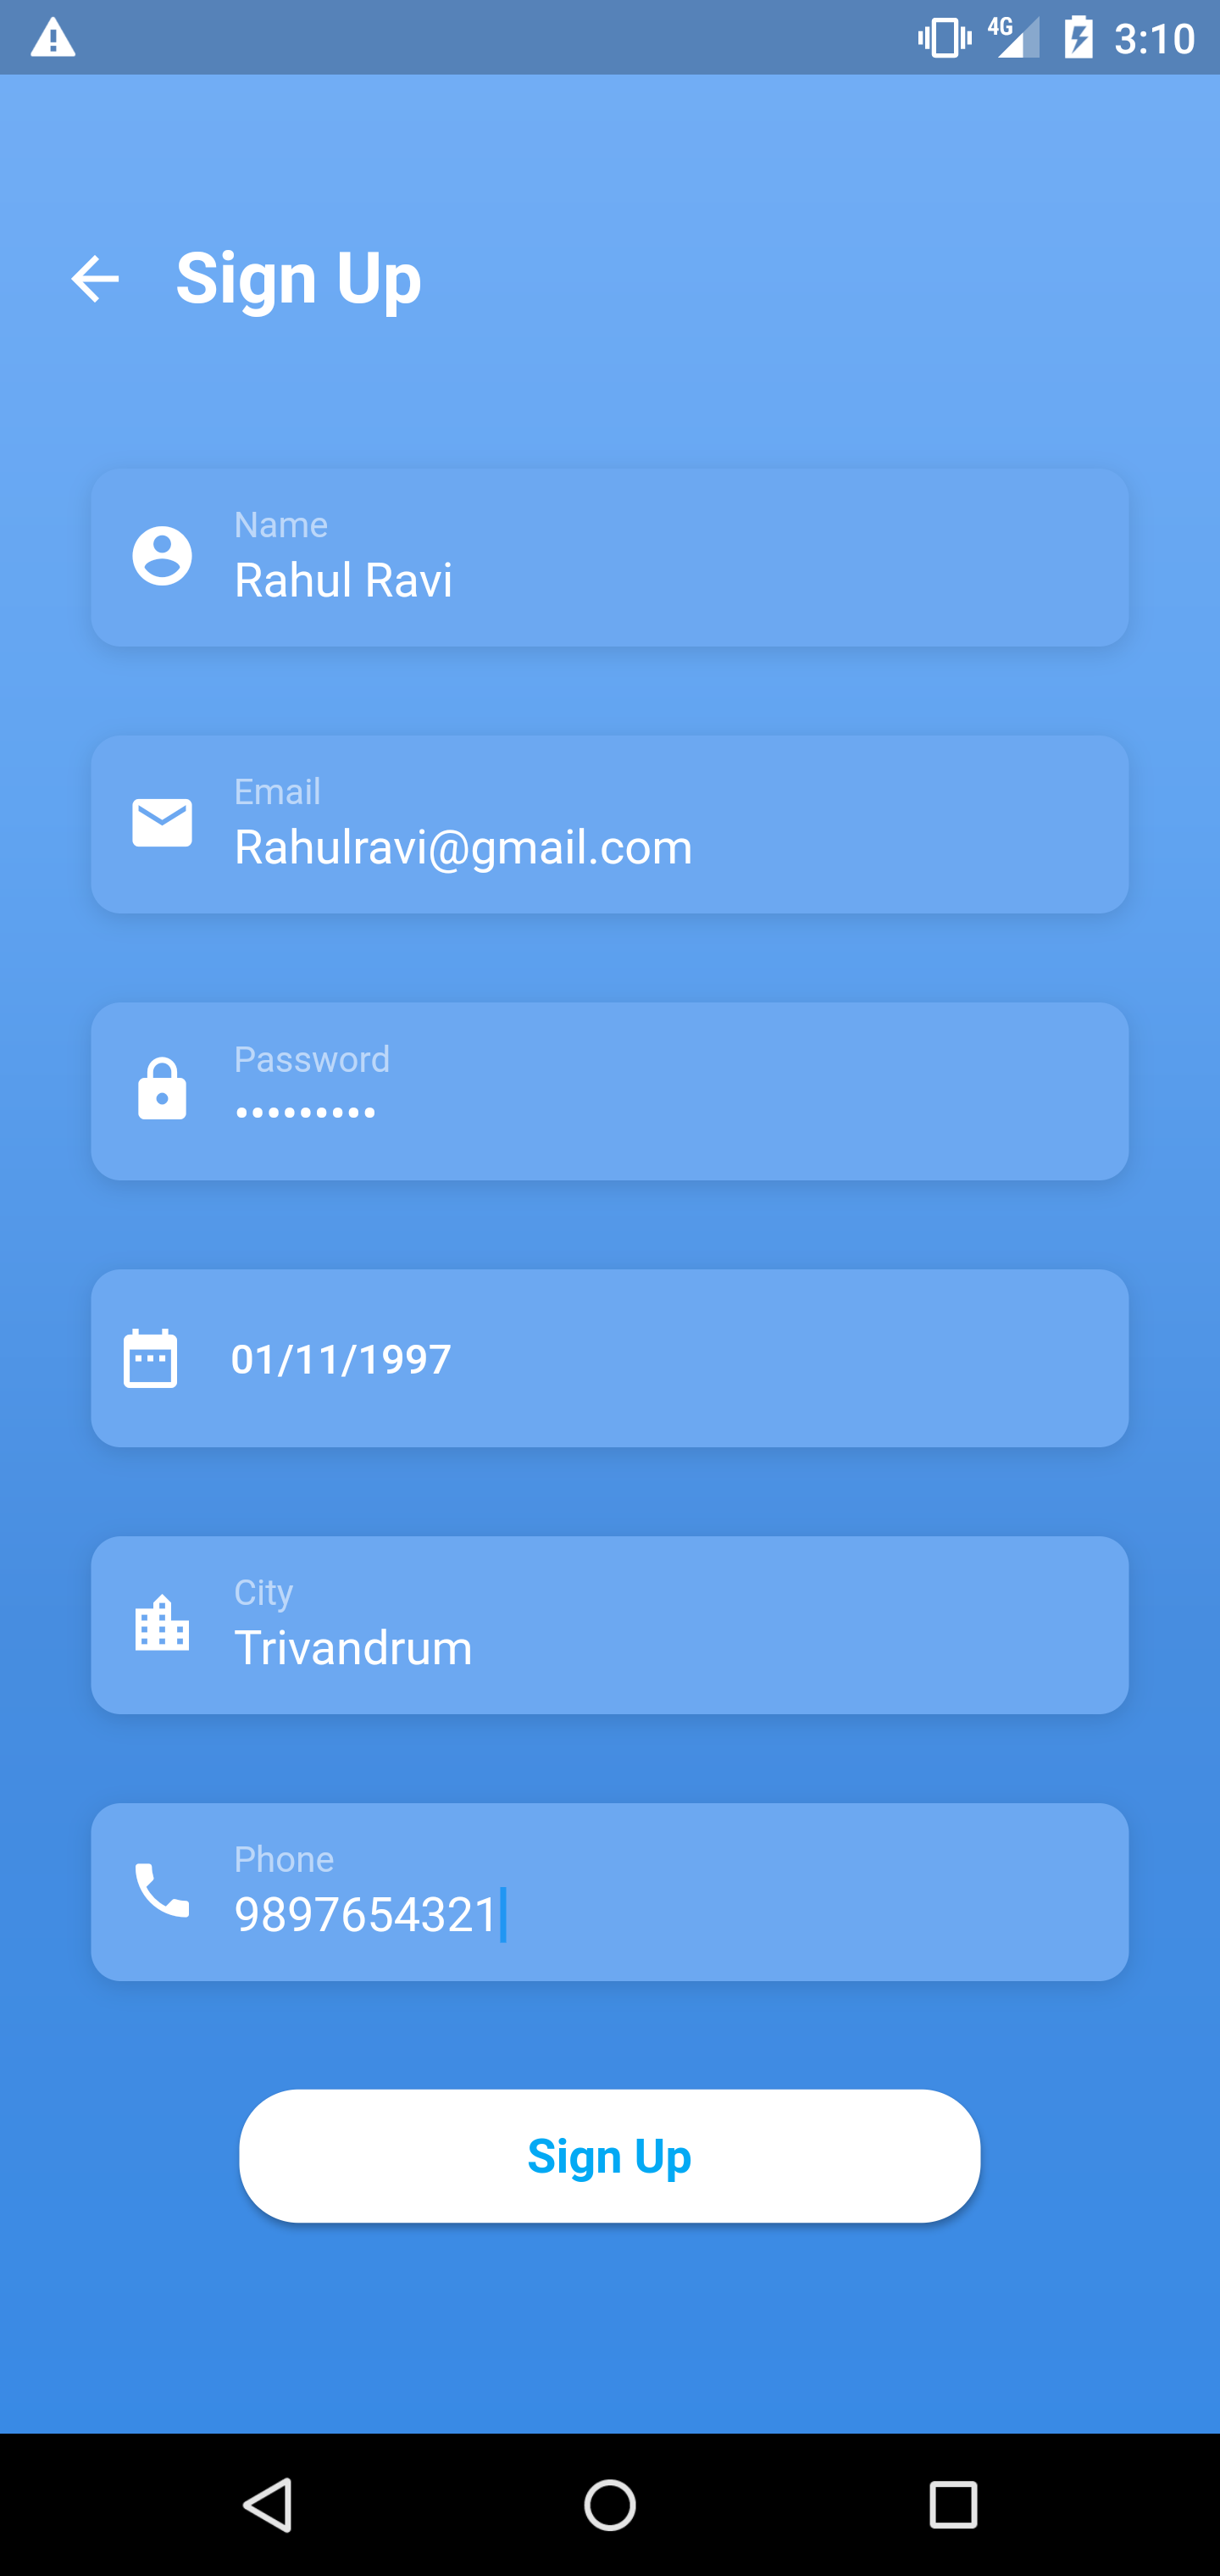 4G 3:10
Sign Up
Name
Rahul Ravi
Email
Rahulravi@gmail.com
Password
•••••••••
01/11/1997
City
Trivandrum
Phone
9897654321
Sign Up